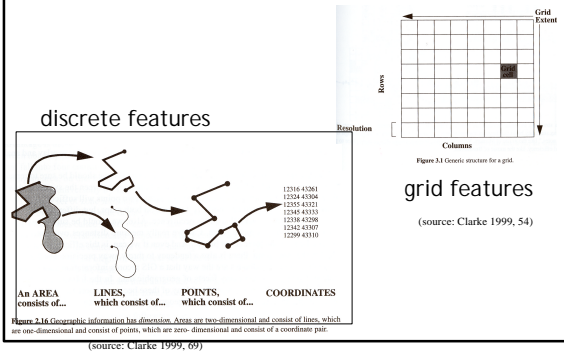 Grid
Extent
Grid
cell
Rows
discrete features
Resolution
Columns
Figure 3.1 Generic structure for a grid.
grid features
(source: Clarke 1999, 54)
12316 43261
12324 43304
12355 43321
12345 43333
12338 43298
12342 43307
12299 43310
An AREA
consists of...
LINES,
which consist of...
POINTS,
which consist of...
COORDINATES
Figure 2.16 Geographic information has dimension. Areas are two-dimensional and consist of lines, which
are one-dimensional and consist of points, which are zero- dimensional and consist of a coordinate pair.
(source: Clarke 1999, 69)